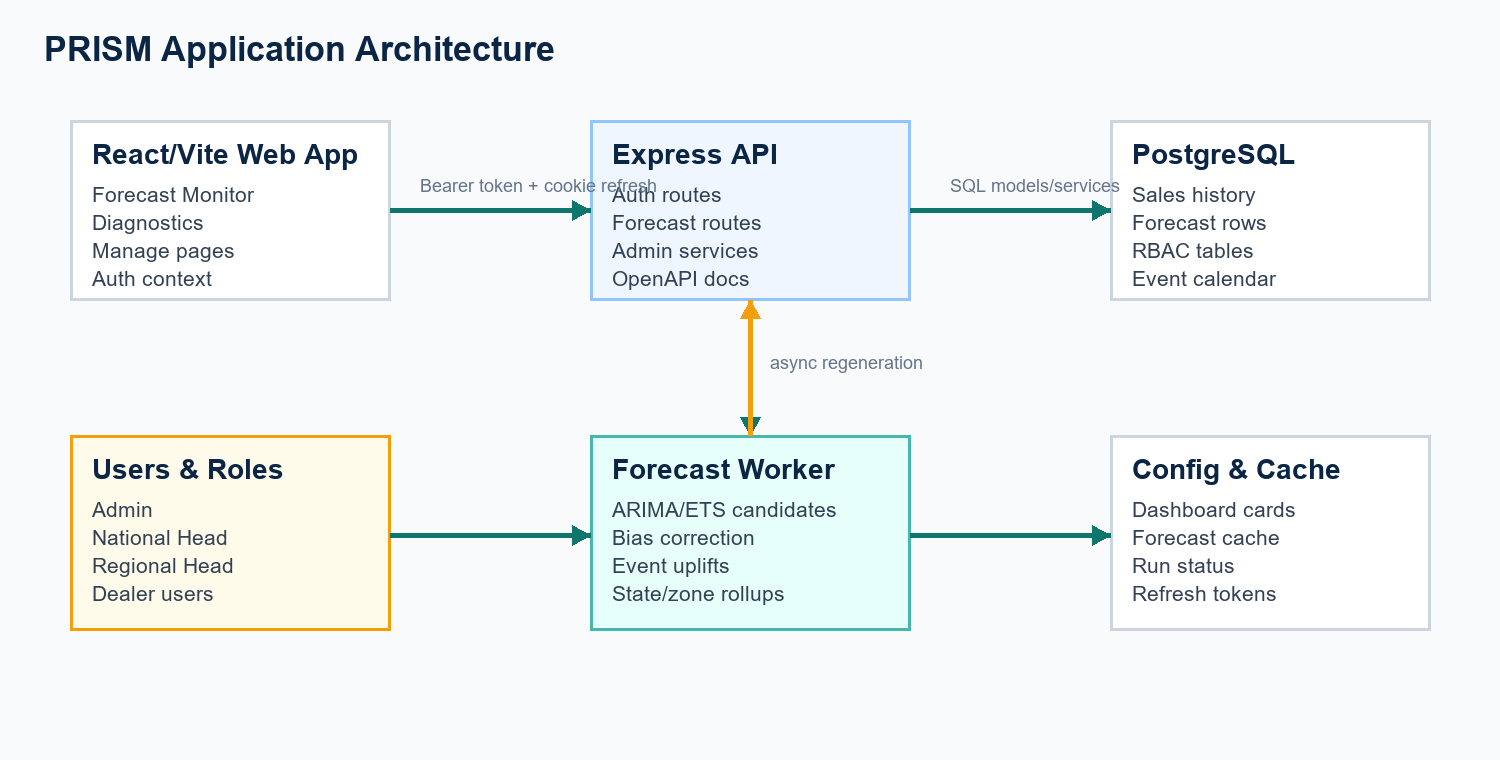 PRISM Application Architecture
React/Vite Web App
Forecast Monitor
Diagnostics
Manage pages
Auth context
Bearer token + cookie refresh
Express API
Auth routes
Forecast routes
Admin services
OpenAPI docs
SQL models/services
PostgreSQL
Sales history
Forecast rows
RBAC tables
Event calendar
async regeneration
Users & Roles
Admin
National Head
Regional Head
Dealer users
Forecast Worker
ARIMA/ETS candidates
Bias correction
Event uplifts
State/zone rollups
Config & Cache
Dashboard cards
Forecast cache
Run status
Refresh tokens